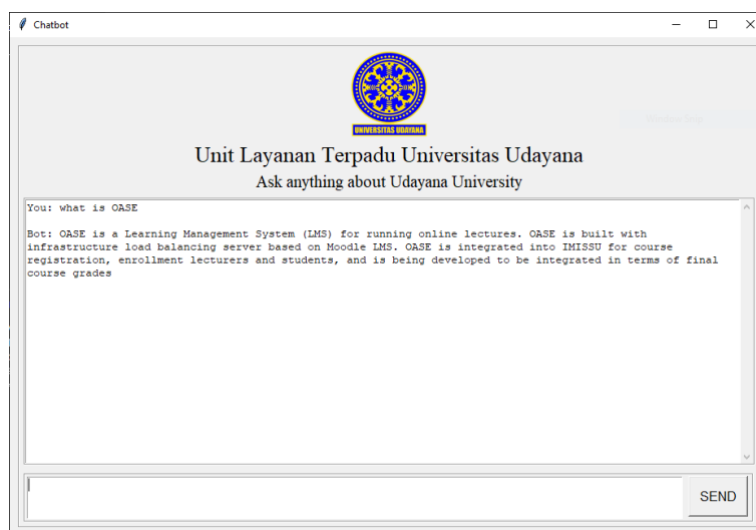 Chatbot
UNIVERSITAS UDAYANA
Unit Layanan Terpadu Universitas Udayana
Ask anything about Udayana University
You: what is OASE
Bot: OASE is a Learning Management System (LMS) for running online lectures. OASE is built with
infrastructure load balancing server based on Moodle LMS. OASE is integrated into IMISSU for course
registration, enrollment lecturers and students, and is being developed to be integrated in terms of final
course grades
SEND